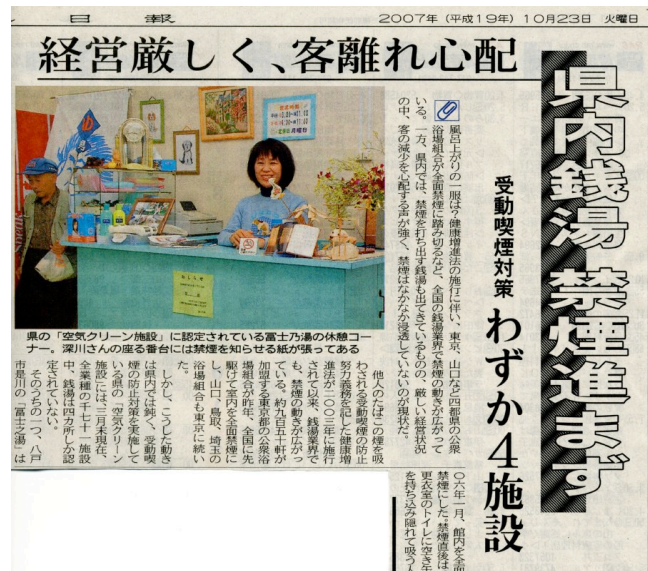 日 報
2007年（平成19年）10月23日 火曜日
経営厳しく、客離れ心配
県内銭湯 禁煙進まず
受動喫煙対策 わずか4施設
風呂上がりの一服は？健康増進法の施行に伴い、東京、山口など四都県の公衆
浴場組合が全面禁煙に踏み切るなど、全国の銭湯業界で禁煙の動きが広がって
いる。一方、県内では、禁煙を打ち出す銭湯も出てきているものの、厳しい経営状況
の中、客の減少を心配する声が強く、禁煙はなかなか浸透していないのが現状だ。
県の「空気クリーン施設」に認定されている冨士乃湯の休憩コー
ナー。深川さんの座る番台には禁煙を知らせる紙が張ってある
他人のたばこの煙を吸
わされる受動喫煙の防止
努力義務を記した健康増
進法が二〇〇三年に施行
されて以来、銭湯業界で
も、禁煙の動きが広がっ
ている。約九百五十軒が
加盟する東京都の公衆浴
場組合が昨年、全国に先
駆けて室内を全面禁煙に
し、山口、鳥取、埼玉の
浴場組合も東京に続い
た。
しかし、こうした動き
は県内では鈍く、受動喫
煙の防止対策を実施して
いる県の「空気クリーン
施設」には、三月末現在、
全業種の千七十一施設
中、銭湯は四カ所しか認
定されていない。
そのうちの一つ、八戸
市是川の「冨士乃湯」は
〇六年一月、館内を全面
禁煙にした。禁煙直後は
更衣室のトイレに空き缶
を持ち込み隠れて吸う人